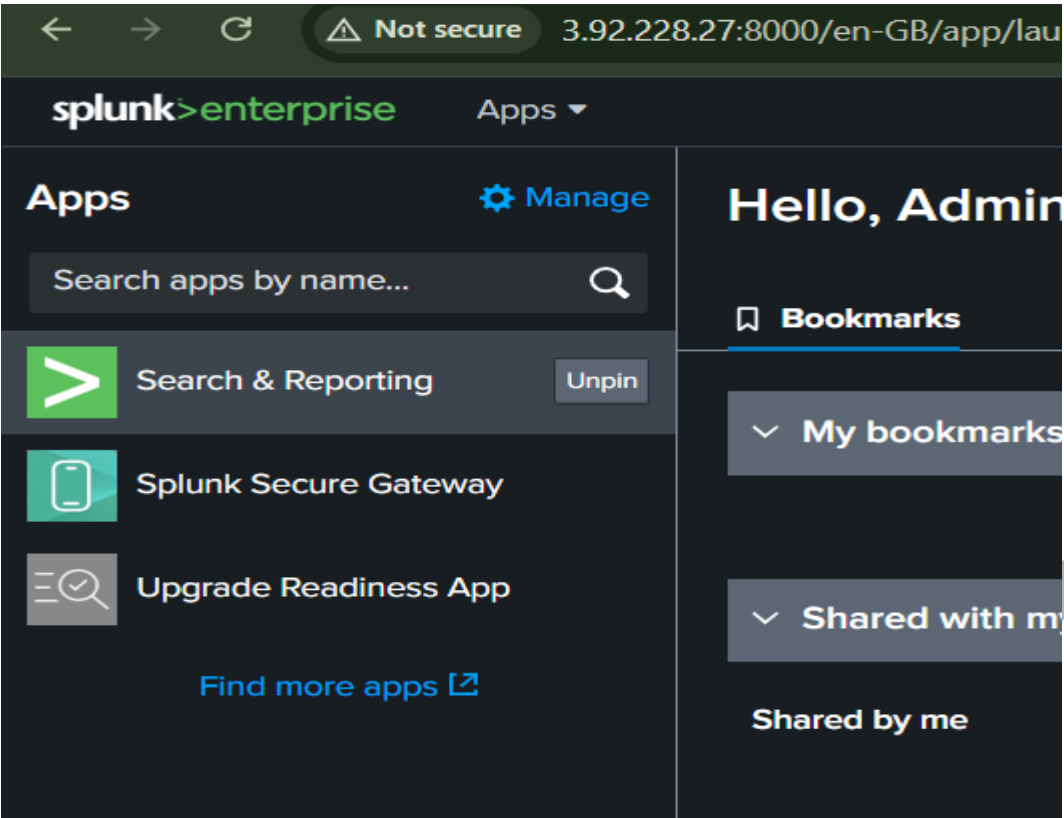 Not secure 3.92.228.27:8000/en-GB/app/lau
splunk>enterprise Apps
Apps Manage
Search apps by name...
Search & Reporting Unpin
Splunk Secure Gateway
Upgrade Readiness App
Find more apps
Hello, Admin
Bookmarks
My bookmarks
Shared with my
Shared by me